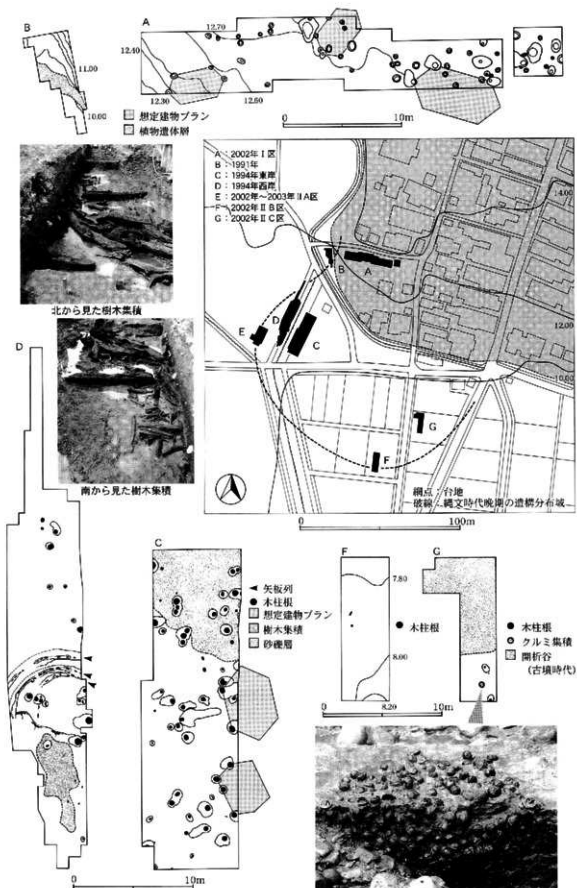 B
A
12.70
12.40
11.00
12.30
12.50
10.00
想定建物プラン
植物遺体層
0
10m
A：2002年Ⅰ区
B：1991年
C：1994年東岸
D：1994年西岸
E：2002年～2003年ⅡA区
F：2002年ⅡB区
G：2002年ⅡC区
14.00
12.00
10.00
B
A
D
E
C
G
F
網点：台地
破線：縄文時代晩期の遺構分布域
0
100m
北から見た樹木集積
南から見た樹木集積
D
C
矢板列
木柱根
想定建物プラン
樹木集積
砂礫層
0
10m
F
7.80
木柱根
8.00
8.20
0
10m
G
木柱根
クルミ集積
開析谷
(古墳時代)